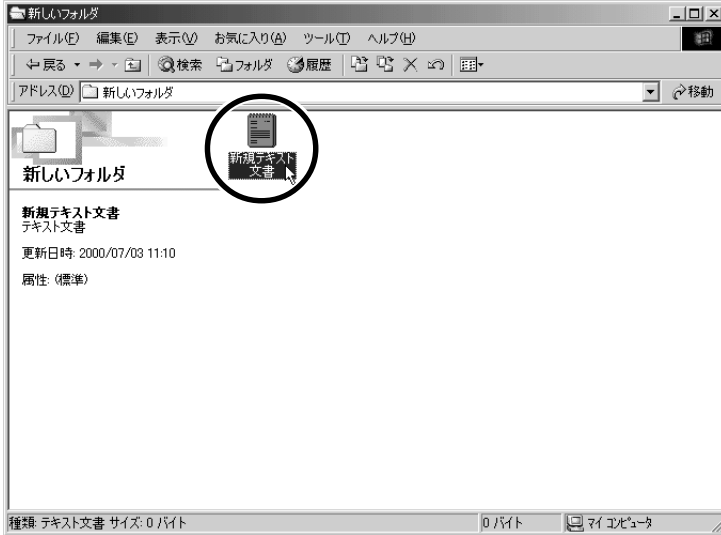 新しいフォルダ
ファイル(F) 編集(E) 表示(V) お気に入り(A) ツール(T) ヘルプ(H)
戻る 検索 フォルダ 履歴
アドレス(D) 新しいフォルダ 移動
新規テキスト
文書
新しいフォルダ
新規テキスト文書
テキスト文書
更新日時: 2000/07/03 11:10
属性: (標準)
種類: テキスト文書 サイズ: 0 バイト 0 バイト マイ コンピュータ